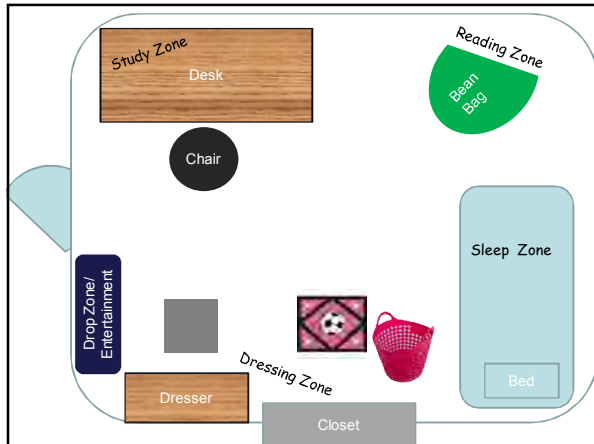 Study Zone
Desk
Reading Zone
Bean
Bag
Chair
Sleep Zone
Drop Zone/
Entertainment
Dressing Zone
Bed
Dresser
Closet